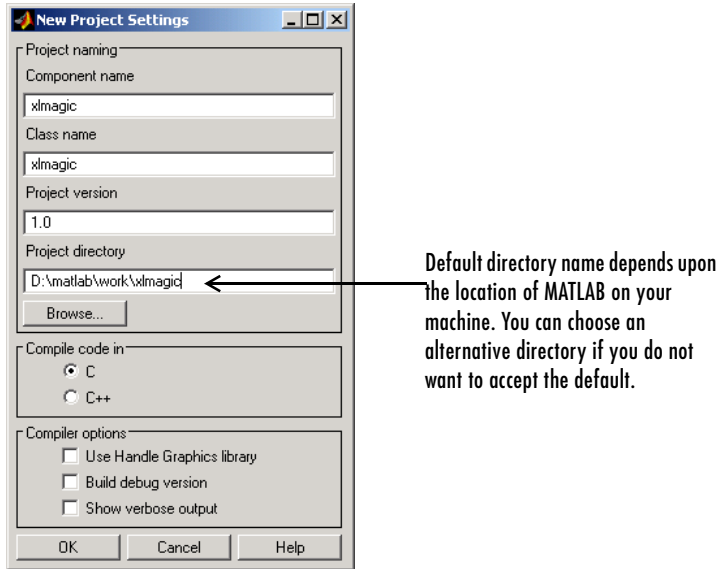 New Project Settings
Project naming
Component name
xlmagic
Class name
xlmagic
Project version
1.0
Project directory
D:\matlab\work\xlmagic
Browse...
Compile code in
C
C++
Compiler options
Use Handle Graphics library
Build debug version
Show verbose output
OK Cancel Help
Default directory name depends upon
the location of MATLAB on your
machine. You can choose an
alternative directory if you do not
want to accept the default.